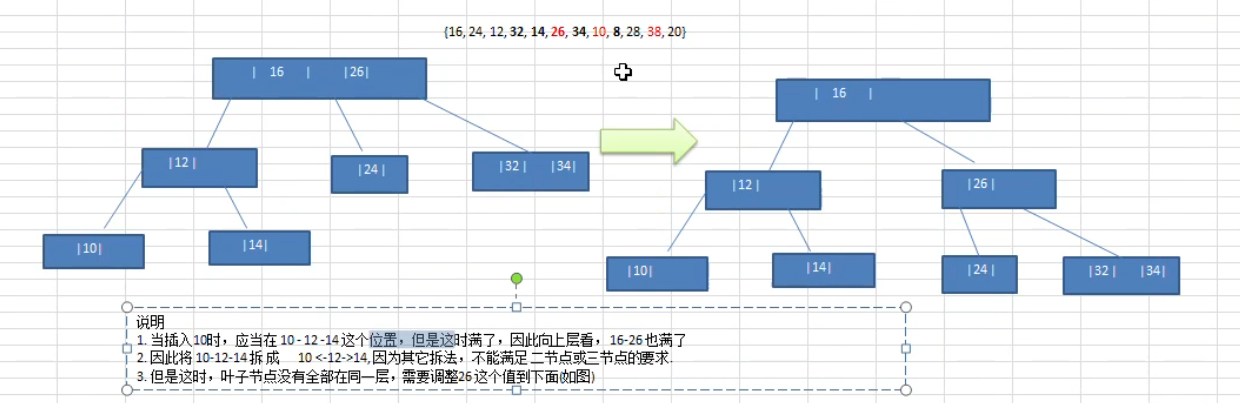 {16, 24, 12, 32, 14, 26, 34, 10, 8, 28, 38, 20}
| 16 | |26|
|12 |
|24 |
|32 | |34|
|10|
|14|
| 16 |
|12 |
|26 |
|10|
|14|
|24 |
|32 | |34|
说明
1. 当插入10时，应当在 10 - 12 -14 这个位置，但是这时满了，因此向上层看，16-26 也满了
2. 因此将 10-12-14 拆 成 10 <-12->14, 因为其它拆法，不能满足 二节点或三节点的要求.
3. 但是这时，叶子节点没有全部在同一层，需要调整26 这个值到下面(如图)